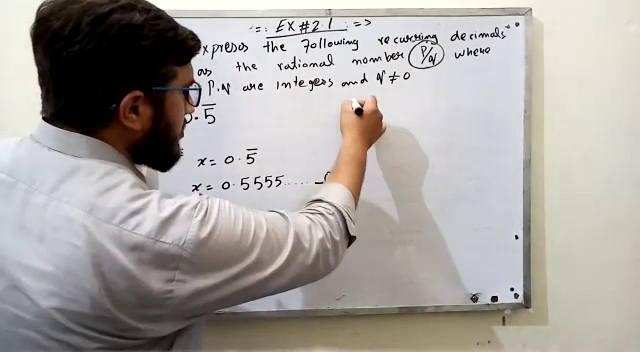 =:= EX#2.1 :=>
expreses the following recurring decimals
as the rational number P/q where
P.q are integers and q ≠ 0
0.5̅
x = 0.5̅
x = 0.5555......